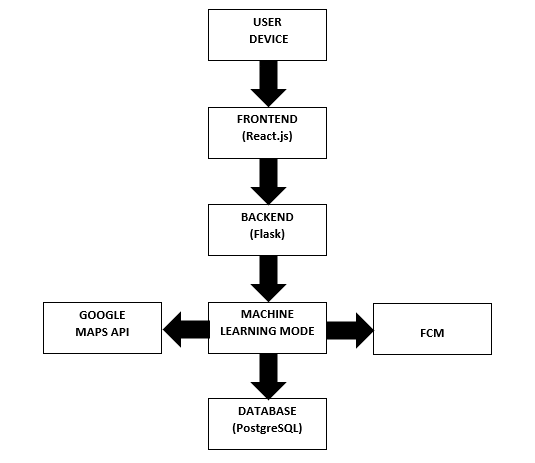 USER
DEVICE
FRONTEND
(React.js)
BACKEND
(Flask)
GOOGLE
MAPS API
MACHINE
LEARNING MODE
FCM
DATABASE
(PostgreSQL)